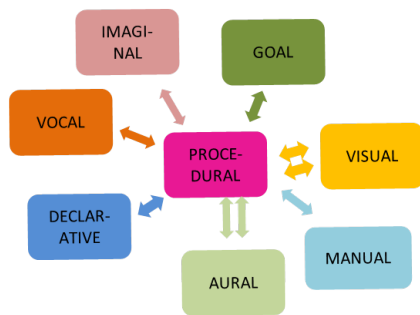 IMAGI-
NAL
GOAL
VOCAL
PROCE-
DURAL
VISUAL
DECLAR-
ATIVE
MANUAL
AURAL